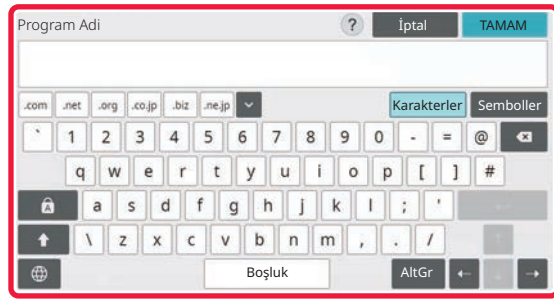 Program Adi ? İptal TAMAM
.com .net .org .co.jp .biz .ne.jp Karakterler Semboller
` 1 2 3 4 5 6 7 8 9 0 - = @
q w e r t y u i o p [ ] #
A a s d f g h j k l ; '
\ z x c v b n m , . /
Boşluk AltGr